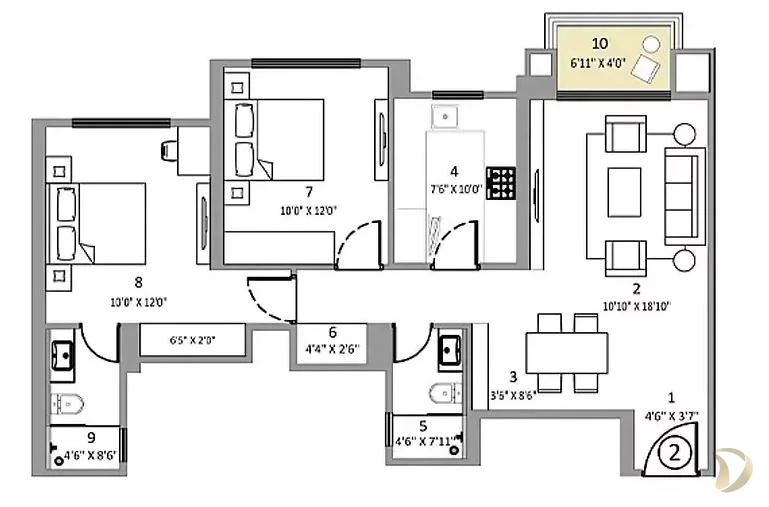 10
6'11" X 4'0"
4
7'6" X 10'0"
7
10'0" X 12'0"
8
10'0" X 12'0"
2
10'10" X 18'10"
6
4'4" X 2'6"
6'5" X 2'0"
3
3'5" X 8'6"
1
4'6" X 3'7"
5
4'6" X 7'11"
9
4'6" X 8'6"
2